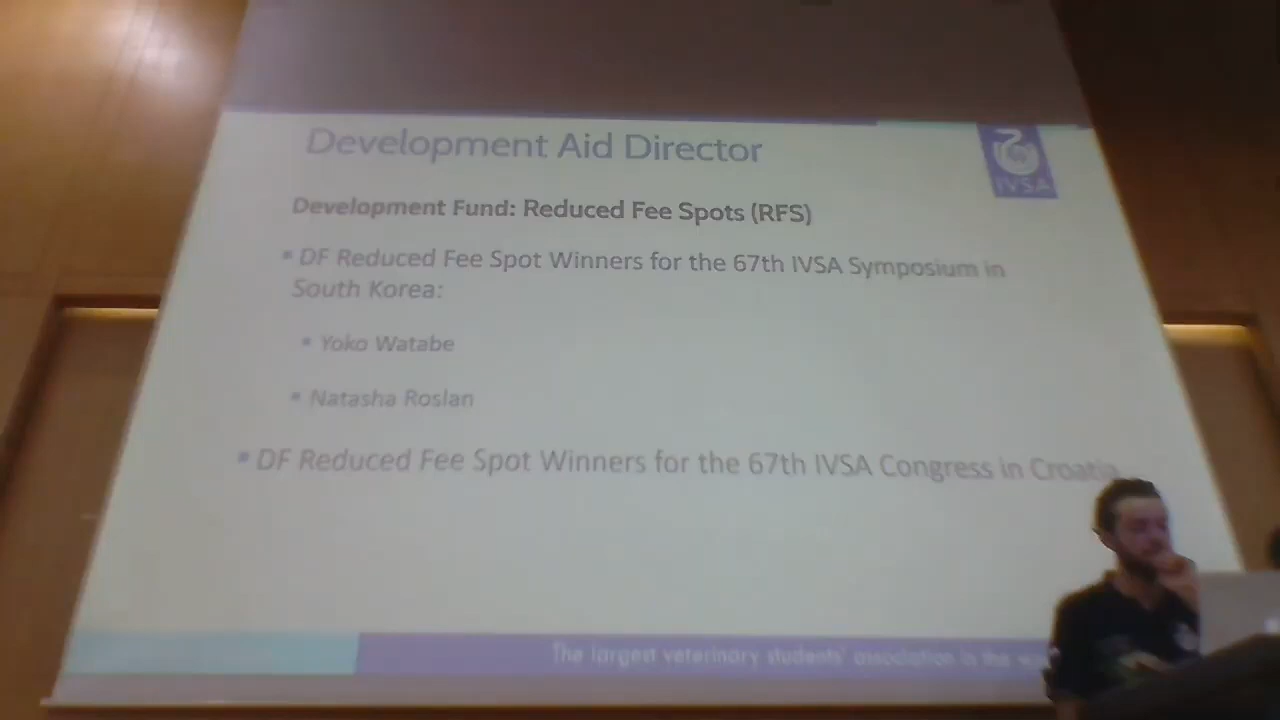 Development Aid Director
IVSA
Development Fund: Reduced Fee Spots (RFS)
DF Reduced Fee Spot Winners for the 67th IVSA Symposium in
South Korea:
Yoko Watabe
Natasha Roslan
DF Reduced Fee Spot Winners for the 67th IVSA Congress in Croatia
The largest veterinary students' association in the